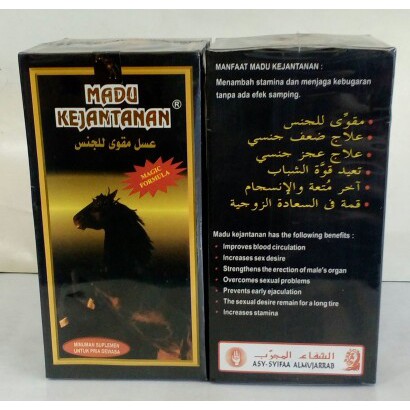 MADU
KEJANTANAN®
عسل مقوي للجنس
MAGIC
FORMULA
MINUMAN SUPLEMEN
UNTUK PRIA DEWASA
MANFAAT MADU KEJANTANAN :
Menambah stamina dan menjaga kebugaran
tanpa ada efek samping.
• مقوّي للجنس
• علاج ضعف جنسي
• علاج عجز جنسي
• تعيد قوّة الشباب
• آخر مُتعة والإنسجام
• قمة في السعادة الزوجية
Madu kejantanan has the following benefits :
• Improves blood circulation
• Increases sex desire
• Strengthens the erection of male's organ
• Overcomes sexual problems
• Prevents early ejaculation
• The sexual desire remain for a long tire
• Increases stamina
الشفاء المجرّب
ASY-SYIFAA ALMUJARRAB